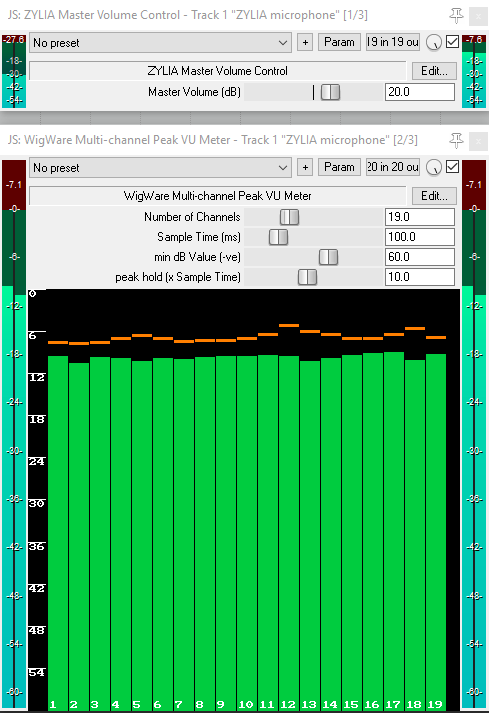 JS: ZYLIA Master Volume Control - Track 1 "ZYLIA microphone" [1/3]
-27.6 No preset + Param 19 in 19 ou -7.6
-18- -18-
-30- ZYLIA Master Volume Control Edit... -30-
-42- Master Volume (dB) 20.0 -42-
-54- -54-
JS: WigWare Multi-channel Peak VU Meter - Track 1 "ZYLIA microphone" [2/3]
No preset + Param 20 in 20 ou
-7.1 WigWare Multi-channel Peak VU Meter Edit... -7.1
-0- Number of Channels 19.0 -0-
Sample Time (ms) 100.0
-6- min dB Value (-ve) 60.0 -6-
peak hold (x Sample Time) 10.0
0
-12- -12-
6
-18- -18-
12
-24- -24-
18
-30- 24 -30-
-36- 30 -36-
-42- 36 -42-
42
-48- -48-
48
-54- -54-
54
-60- -60-
1 2 3 4 5 6 7 8 9 10 11 12 13 14 15 16 17 18 19